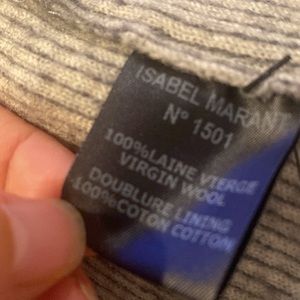 ISABEL MARANT
N° 1501
100%LAINE VIERGE
VIRGIN WOOL
DOUBLURE LINING
100%COTON COTTON